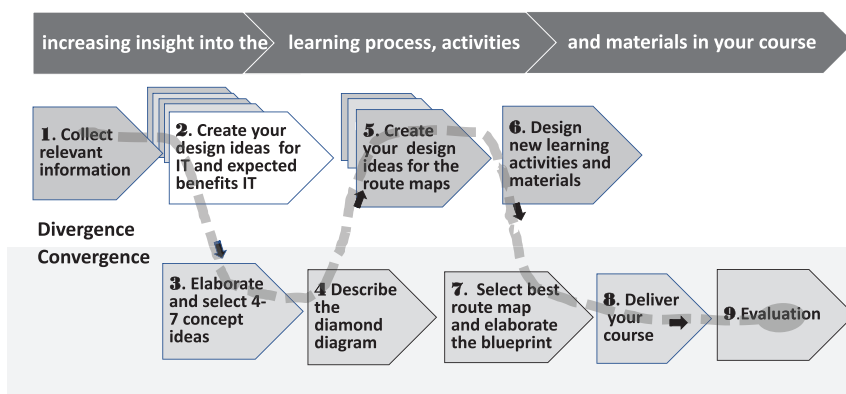 increasing insight into the
learning process, activities
and materials in your course
1. Collect
relevant
information
2. Create your
design ideas for
IT and expected
benefits IT
5. Create
your design
ideas for the
route maps
6. Design
new learning
activities and
materials
Divergence
Convergence
3. Elaborate
and select 4-
7 concept
ideas
4 Describe
the
diamond
diagram
7. Select best
route map
and elaborate
the blueprint
8. Deliver
your
course
9.Evaluation